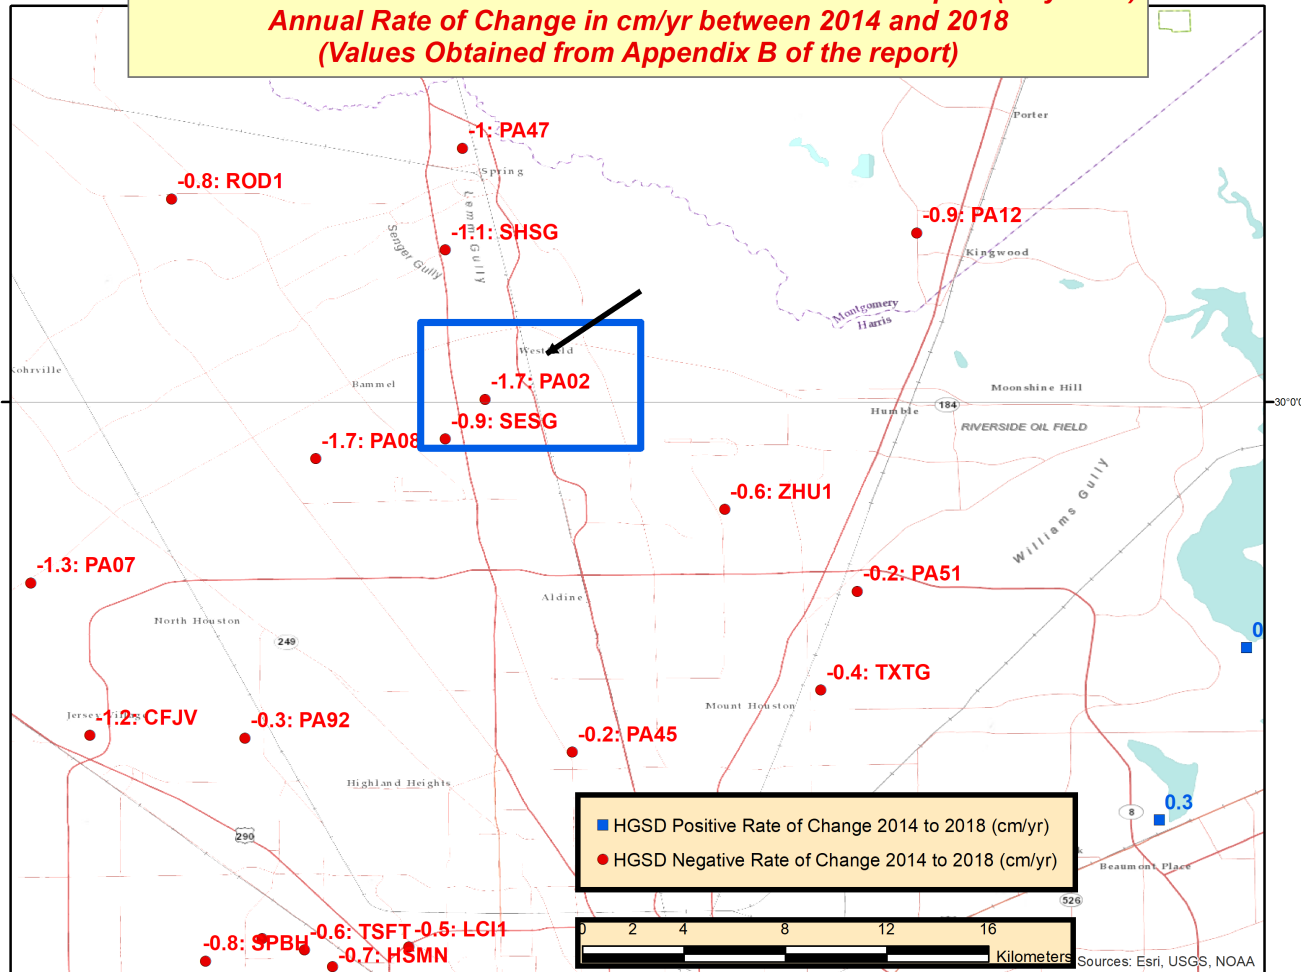 Annual Rate of Change in cm/yr between 2014 and 2018
(Values Obtained from Appendix B of the report)
Porter
-1: PA47
Spring
-0.8: ROD1
-0.9: PA12
-1.1: SHSG
Lemm Gully
Senger Gully
Kingwood
Montgomery
Harris
Westfield
-1.7: PA02
Bammel
Moonshine Hill
184
30°0'0
Humble
-0.9: SESG
RIVERSIDE OIL FIELD
-1.7: PA08
-0.6: ZHU1
Williams Gully
-1.3: PA07
-0.2: PA51
Aldine
North Houston
249
0
-0.4: TXTG
Mount Houston
Jersey Village
-1.2: CFJV
-0.3: PA92
-0.2: PA45
Highland Heights
0.3
8
HGSD Positive Rate of Change 2014 to 2018 (cm/yr)
HGSD Negative Rate of Change 2014 to 2018 (cm/yr)
290
Beaumont Place
526
-0.6: TSFT
-0.5: LCI1
-0.8: SPBH
-0.7: HSMN
0 2 4 8 12 16
Kilometers
Sources: Esri, USGS, NOAA